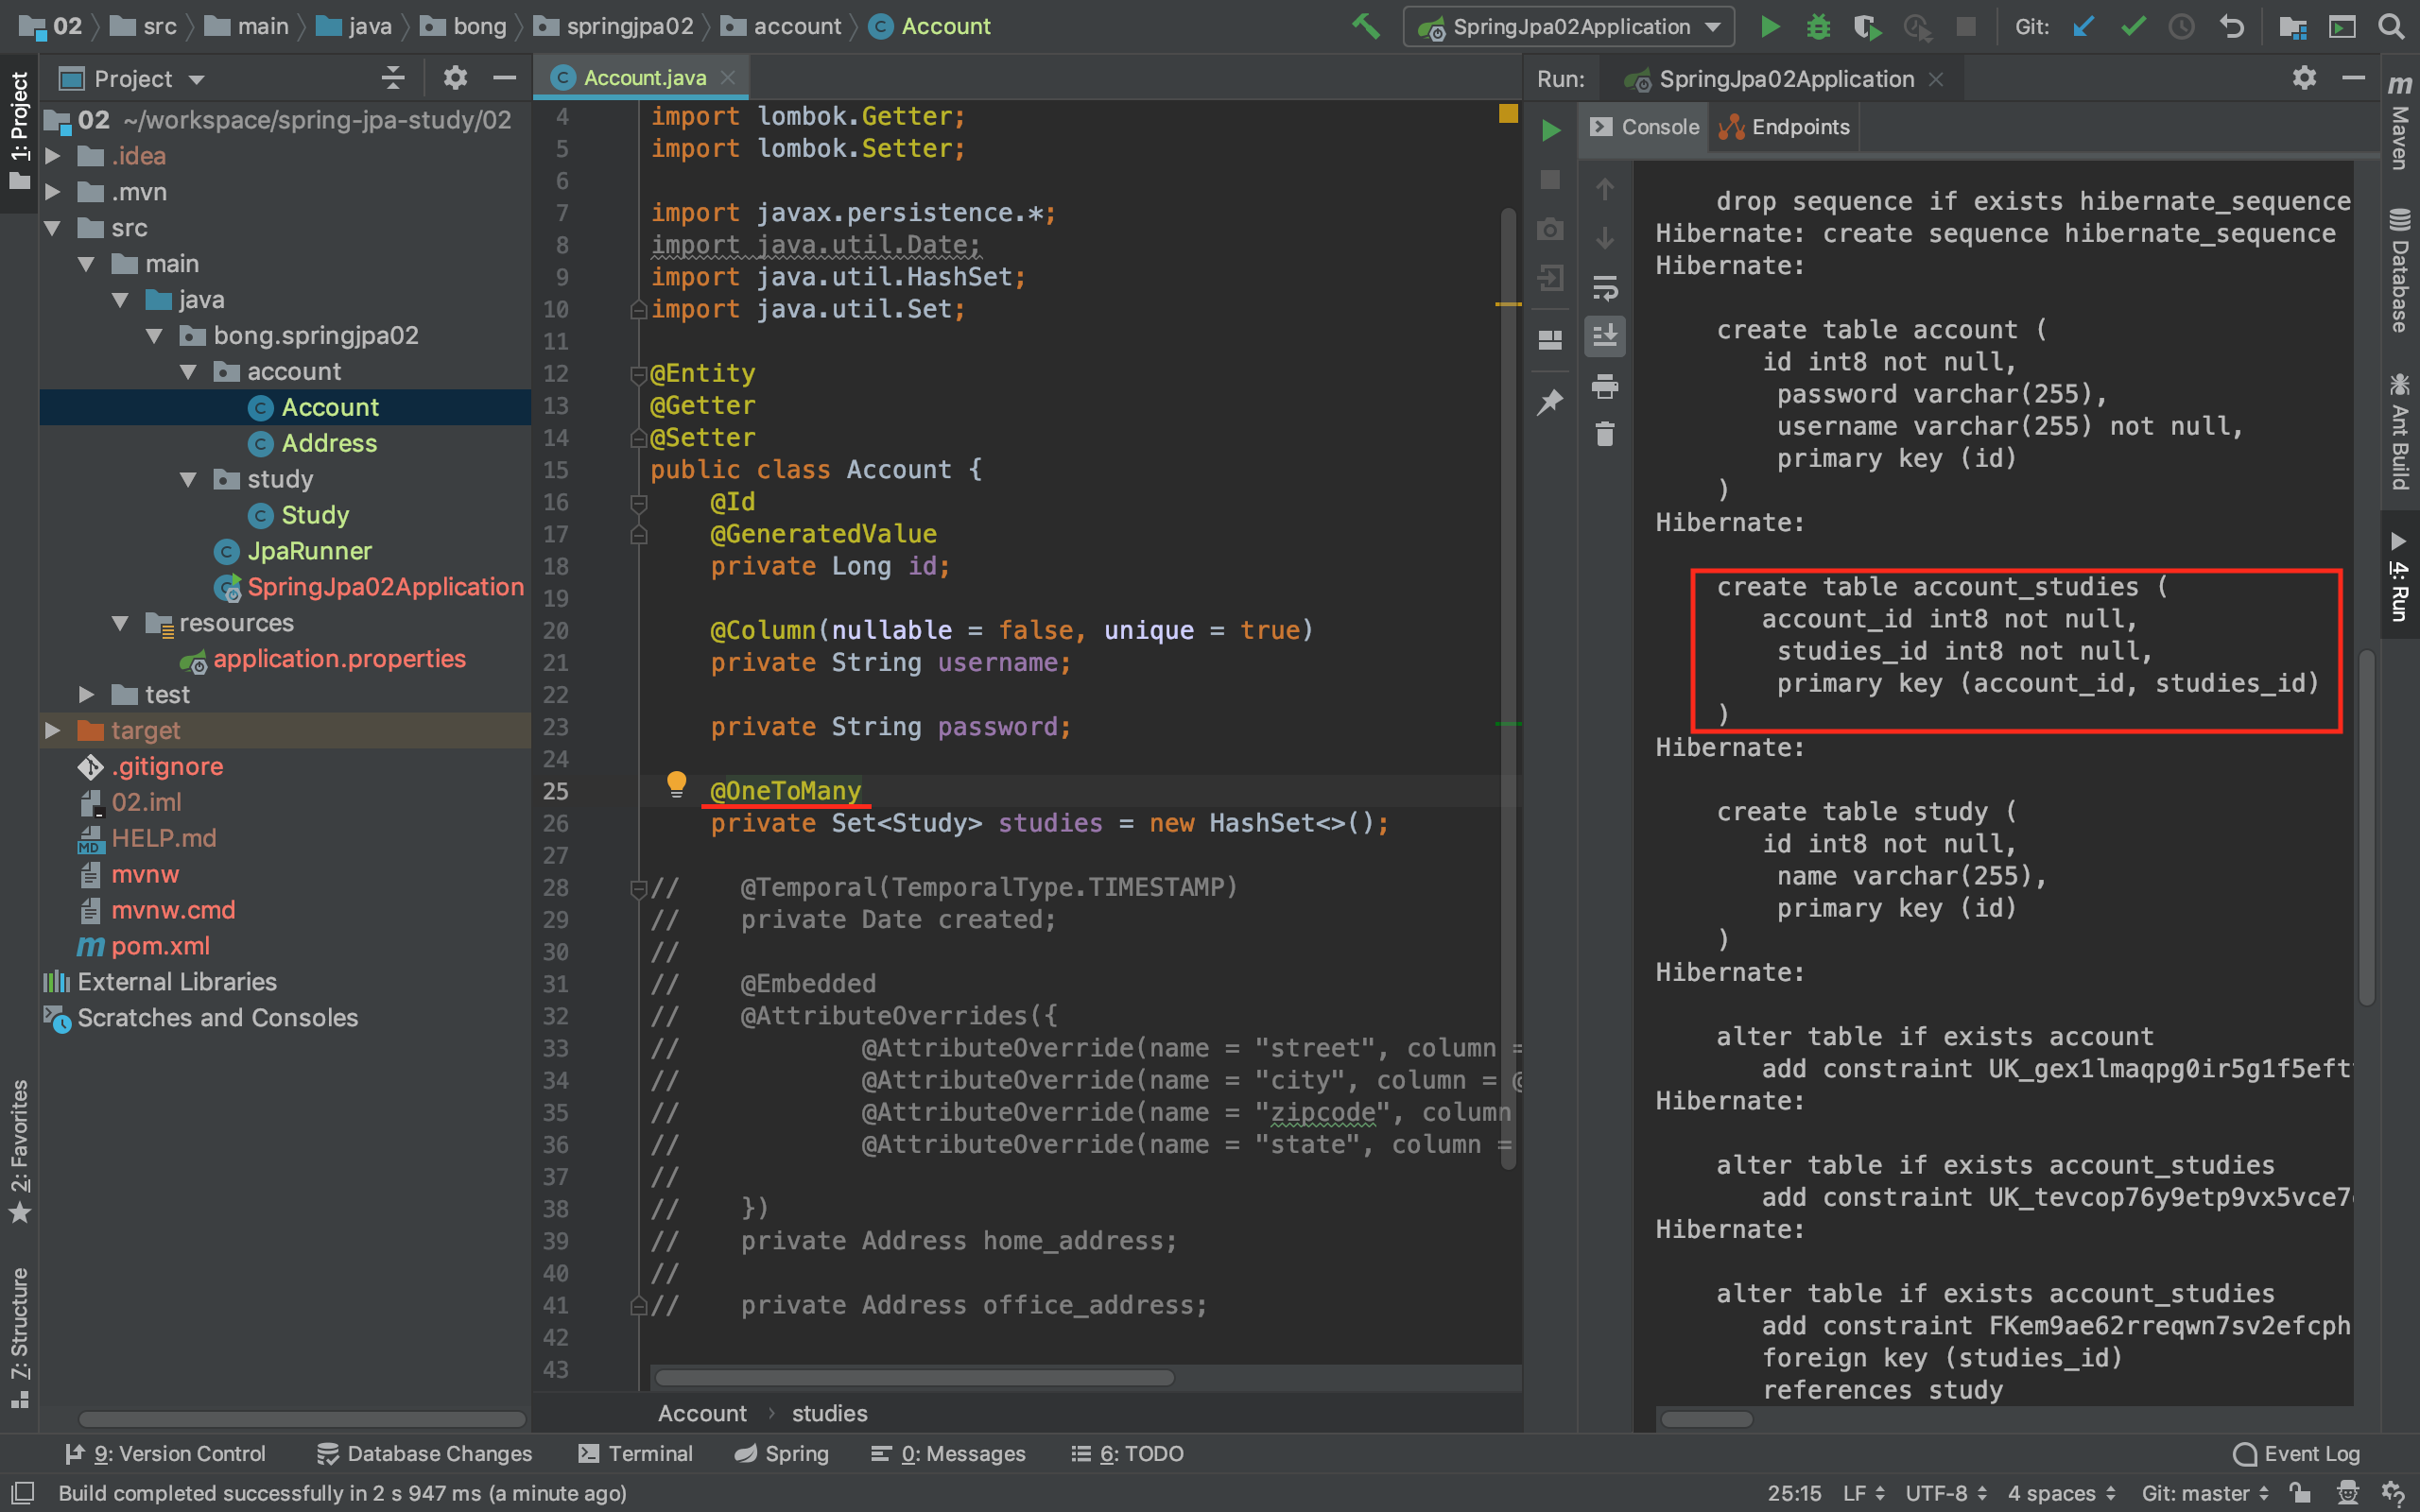 02 src main java bong springjpa02 account Account
SpringJpa02Application
Git:
1: Project
2: Favorites
7: Structure
Project
02 ~/workspace/spring-jpa-study/02
.idea
.mvn
src
main
java
bong.springjpa02
account
Account
Address
study
Study
JpaRunner
SpringJpa02Application
resources
application.properties
test
target
.gitignore
02.iml
HELP.md
mvnw
mvnw.cmd
pom.xml
External Libraries
Scratches and Consoles
Account.java
4 import lombok.Getter;
5 import lombok.Setter;
6
7 import javax.persistence.*;
8 import java.util.Date;
9 import java.util.HashSet;
10 import java.util.Set;
11
12 @Entity
13 @Getter
14 @Setter
15 public class Account {
16 @Id
17 @GeneratedValue
18 private Long id;
19
20 @Column(nullable = false, unique = true)
21 private String username;
22
23 private String password;
24
25 @OneToMany
26 private Set<Study> studies = new HashSet<>();
27
28 // @Temporal(TemporalType.TIMESTAMP)
29 // private Date created;
30 //
31 // @Embedded
32 // @AttributeOverrides({
33 // @AttributeOverride(name = "street", column =
34 // @AttributeOverride(name = "city", column = @
35 // @AttributeOverride(name = "zipcode", column
36 // @AttributeOverride(name = "state", column =
37 //
38 // })
39 // private Address home_address;
40 //
41 // private Address office_address;
42
43
Account › studies
Run: SpringJpa02Application
Console Endpoints
drop sequence if exists hibernate_sequence
Hibernate: create sequence hibernate_sequence
Hibernate:
create table account (
id int8 not null,
password varchar(255),
username varchar(255) not null,
primary key (id)
)
Hibernate:
create table account_studies (
account_id int8 not null,
studies_id int8 not null,
primary key (account_id, studies_id)
)
Hibernate:
create table study (
id int8 not null,
name varchar(255),
primary key (id)
)
Hibernate:
alter table if exists account
add constraint UK_gex1lmaqpg0ir5g1f5eft
Hibernate:
alter table if exists account_studies
add constraint UK_tevcop76y9etp9vx5vce7
Hibernate:
alter table if exists account_studies
add constraint FKem9ae62rreqwn7sv2efcph
foreign key (studies_id)
references study
Maven
Database
Ant Build
4: Run
9: Version Control Database Changes Terminal Spring 0: Messages 6: TODO Event Log
Build completed successfully in 2 s 947 ms (a minute ago) 25:15 LF UTF-8 4 spaces Git: master